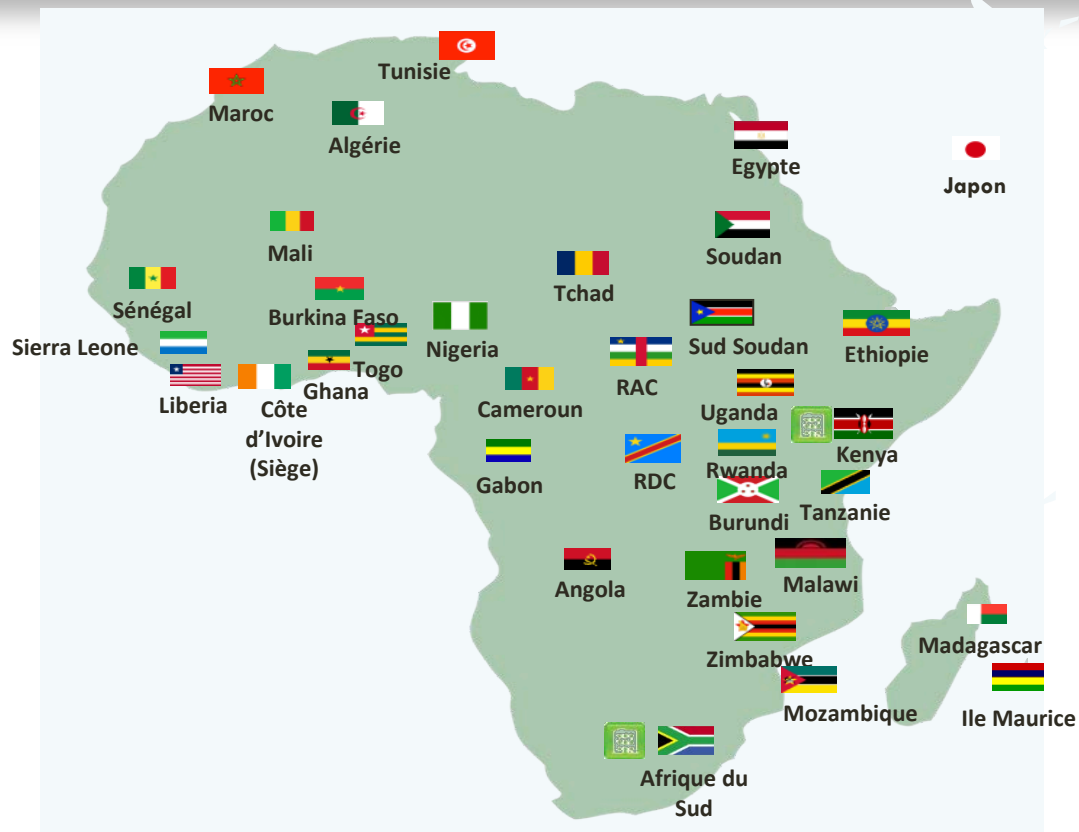 Tunisie
Maroc
Algérie
Egypte
Japon
Mali
Soudan
Tchad
Sénégal
Burkina Faso
Sierra Leone
Nigeria
Sud Soudan
Ethiopie
Togo
Ghana
RAC
Liberia
Côte
d’Ivoire
(Siège)
Cameroun
Uganda
Kenya
Gabon
RDC
Rwanda
Burundi
Tanzanie
Angola
Zambie
Malawi
Madagascar
Zimbabwe
Mozambique
Ile Maurice
Afrique du
Sud